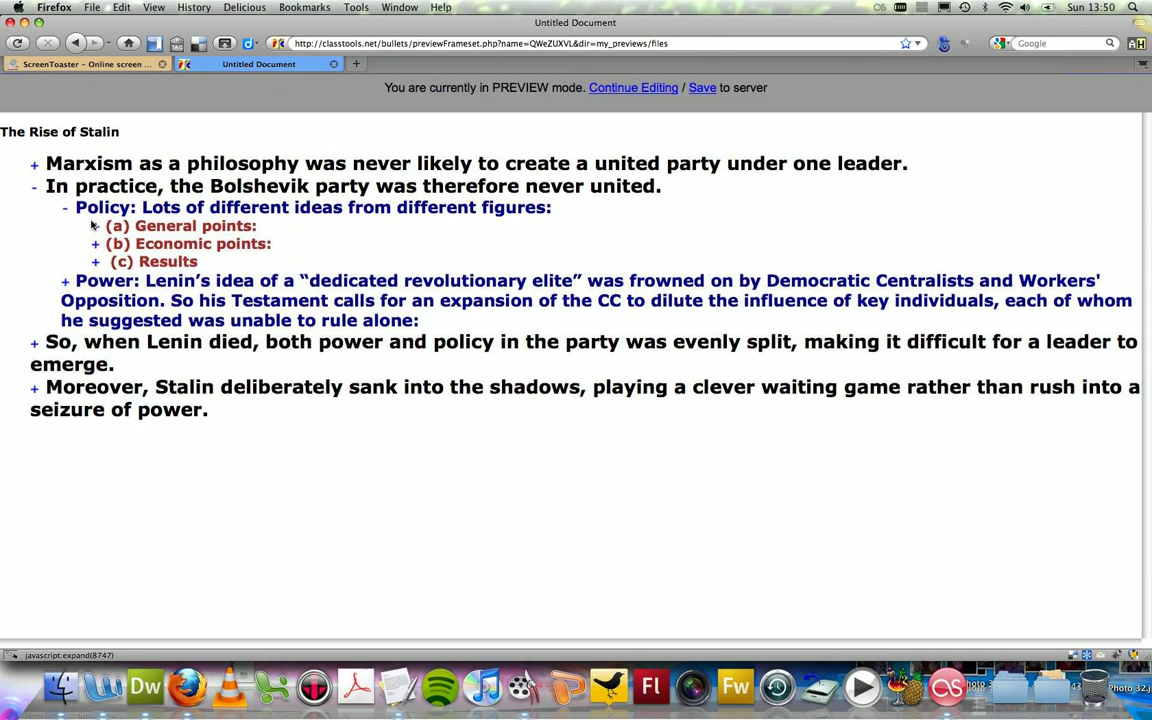 Firefox File Edit View History Delicious Bookmarks Tools Window Help Sun 13:50
Untitled Document
http://classtools.net/bullets/previewFrameset.php?name=QWeZUXVL&dir=my_previews/files
Google
ScreenToaster – Online screen ... Untitled Document
You are currently in PREVIEW mode. Continue Editing / Save to server
The Rise of Stalin
+ Marxism as a philosophy was never likely to create a united party under one leader.
- In practice, the Bolshevik party was therefore never united.
- Policy: Lots of different ideas from different figures:
(a) General points:
+ (b) Economic points:
+ (c) Results
+ Power: Lenin's idea of a “dedicated revolutionary elite” was frowned on by Democratic Centralists and Workers'
Opposition. So his Testament calls for an expansion of the CC to dilute the influence of key individuals, each of whom
he suggested was unable to rule alone:
+ So, when Lenin died, both power and policy in the party was evenly split, making it difficult for a leader to
emerge.
+ Moreover, Stalin deliberately sank into the shadows, playing a clever waiting game rather than rush into a
seizure of power.
javascript:expand(8747)
Dw Fl Fw
Photo 32.j